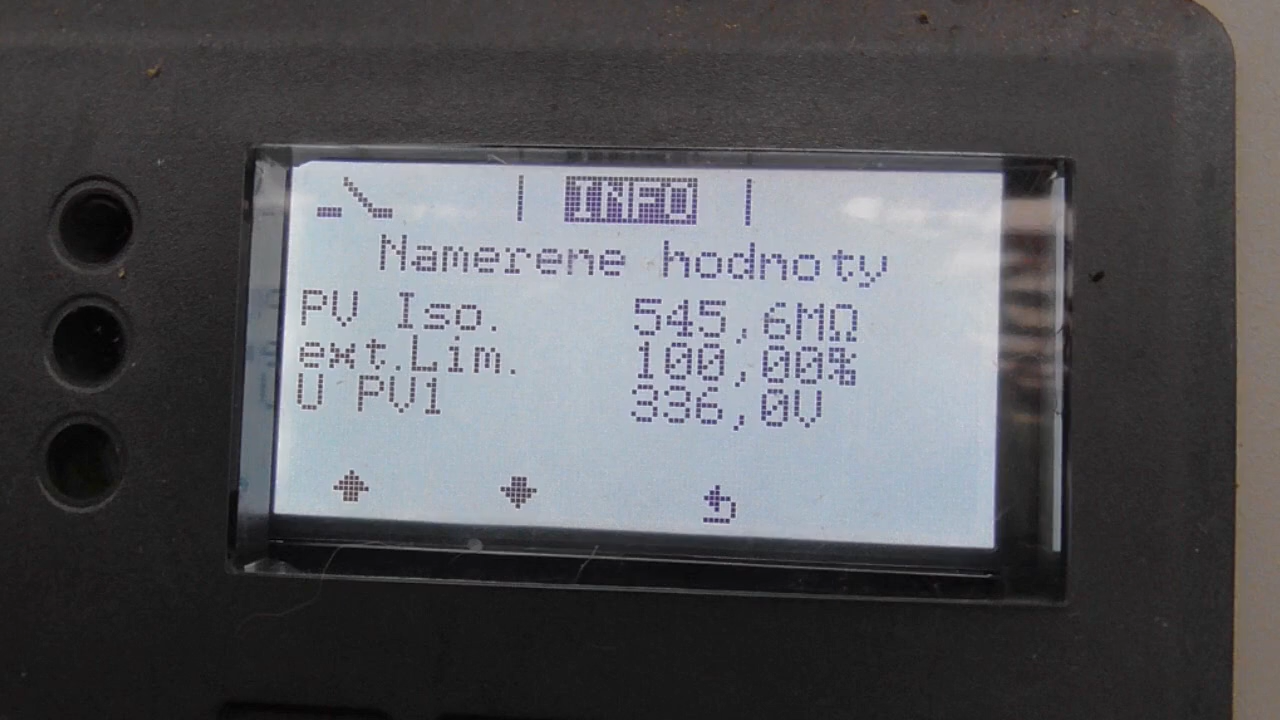 INFO
Namerene hodnoty
PV Iso. 545,6MΩ
ext.Lim. 100,00%
U PV1 336,0V